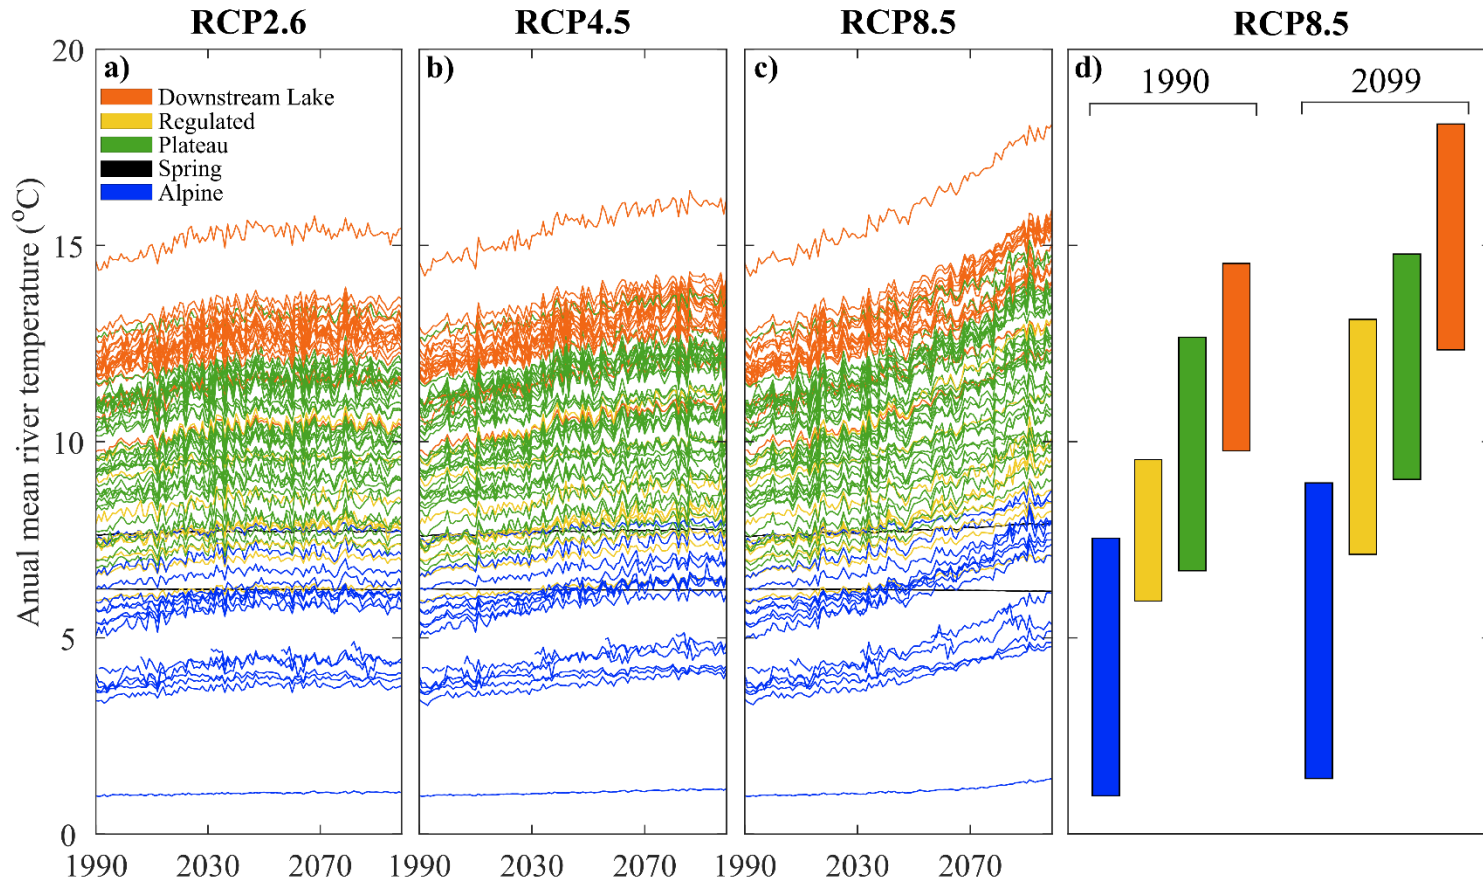 RCP2.6 RCP4.5 RCP8.5 RCP8.5
a) b) c) d)
Downstream Lake
Regulated
Plateau
Spring
Alpine
1990 2099
Anual mean river temperature (°C)
20
15
10
5
0
1990 2030 2070 1990 2030 2070 1990 2030 2070